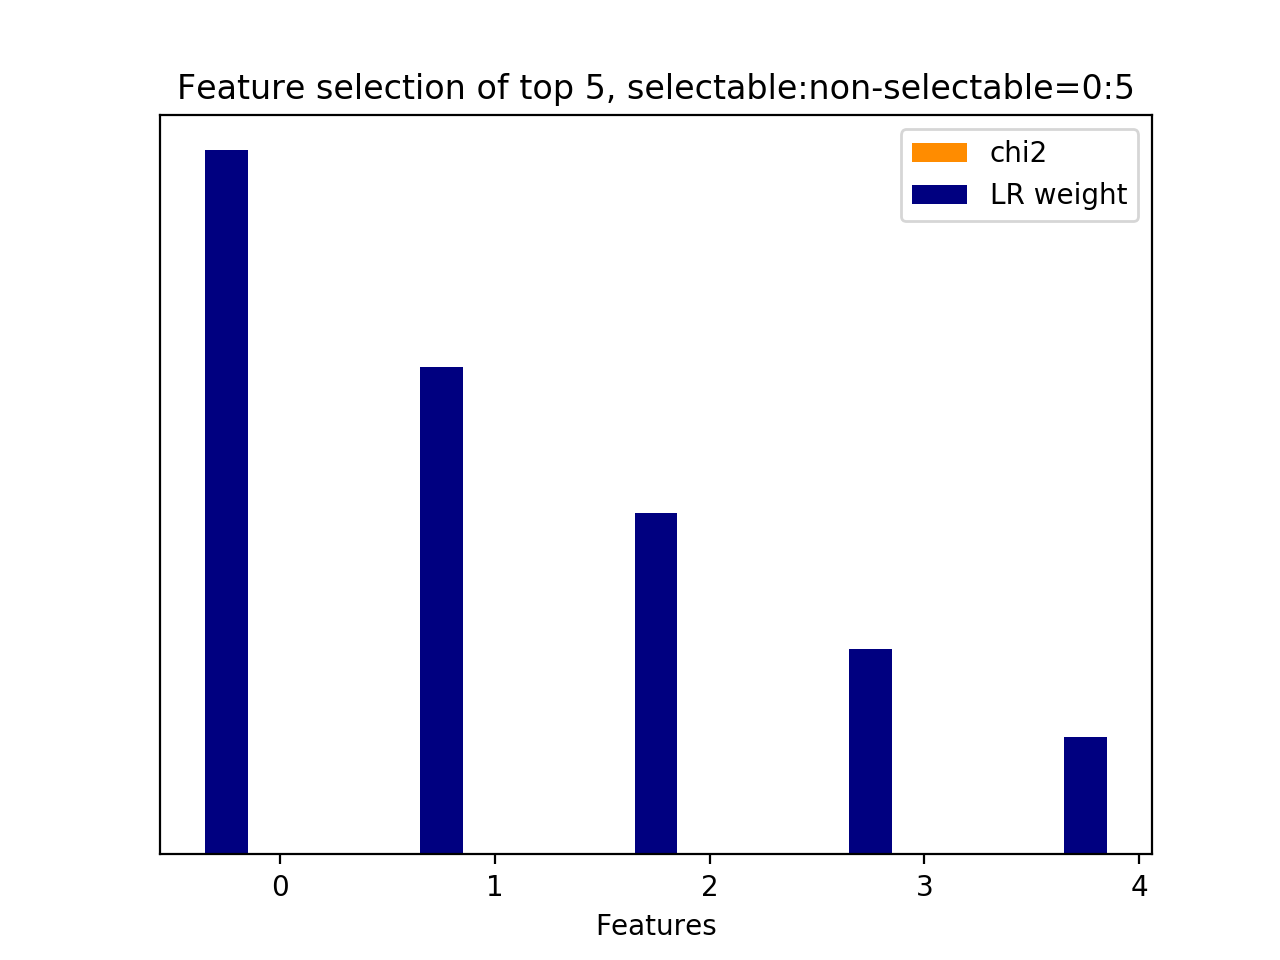 Feature selection of top 5, selectable:non-selectable=0:5
chi2
LR weight
0 1 2 3 4
Features